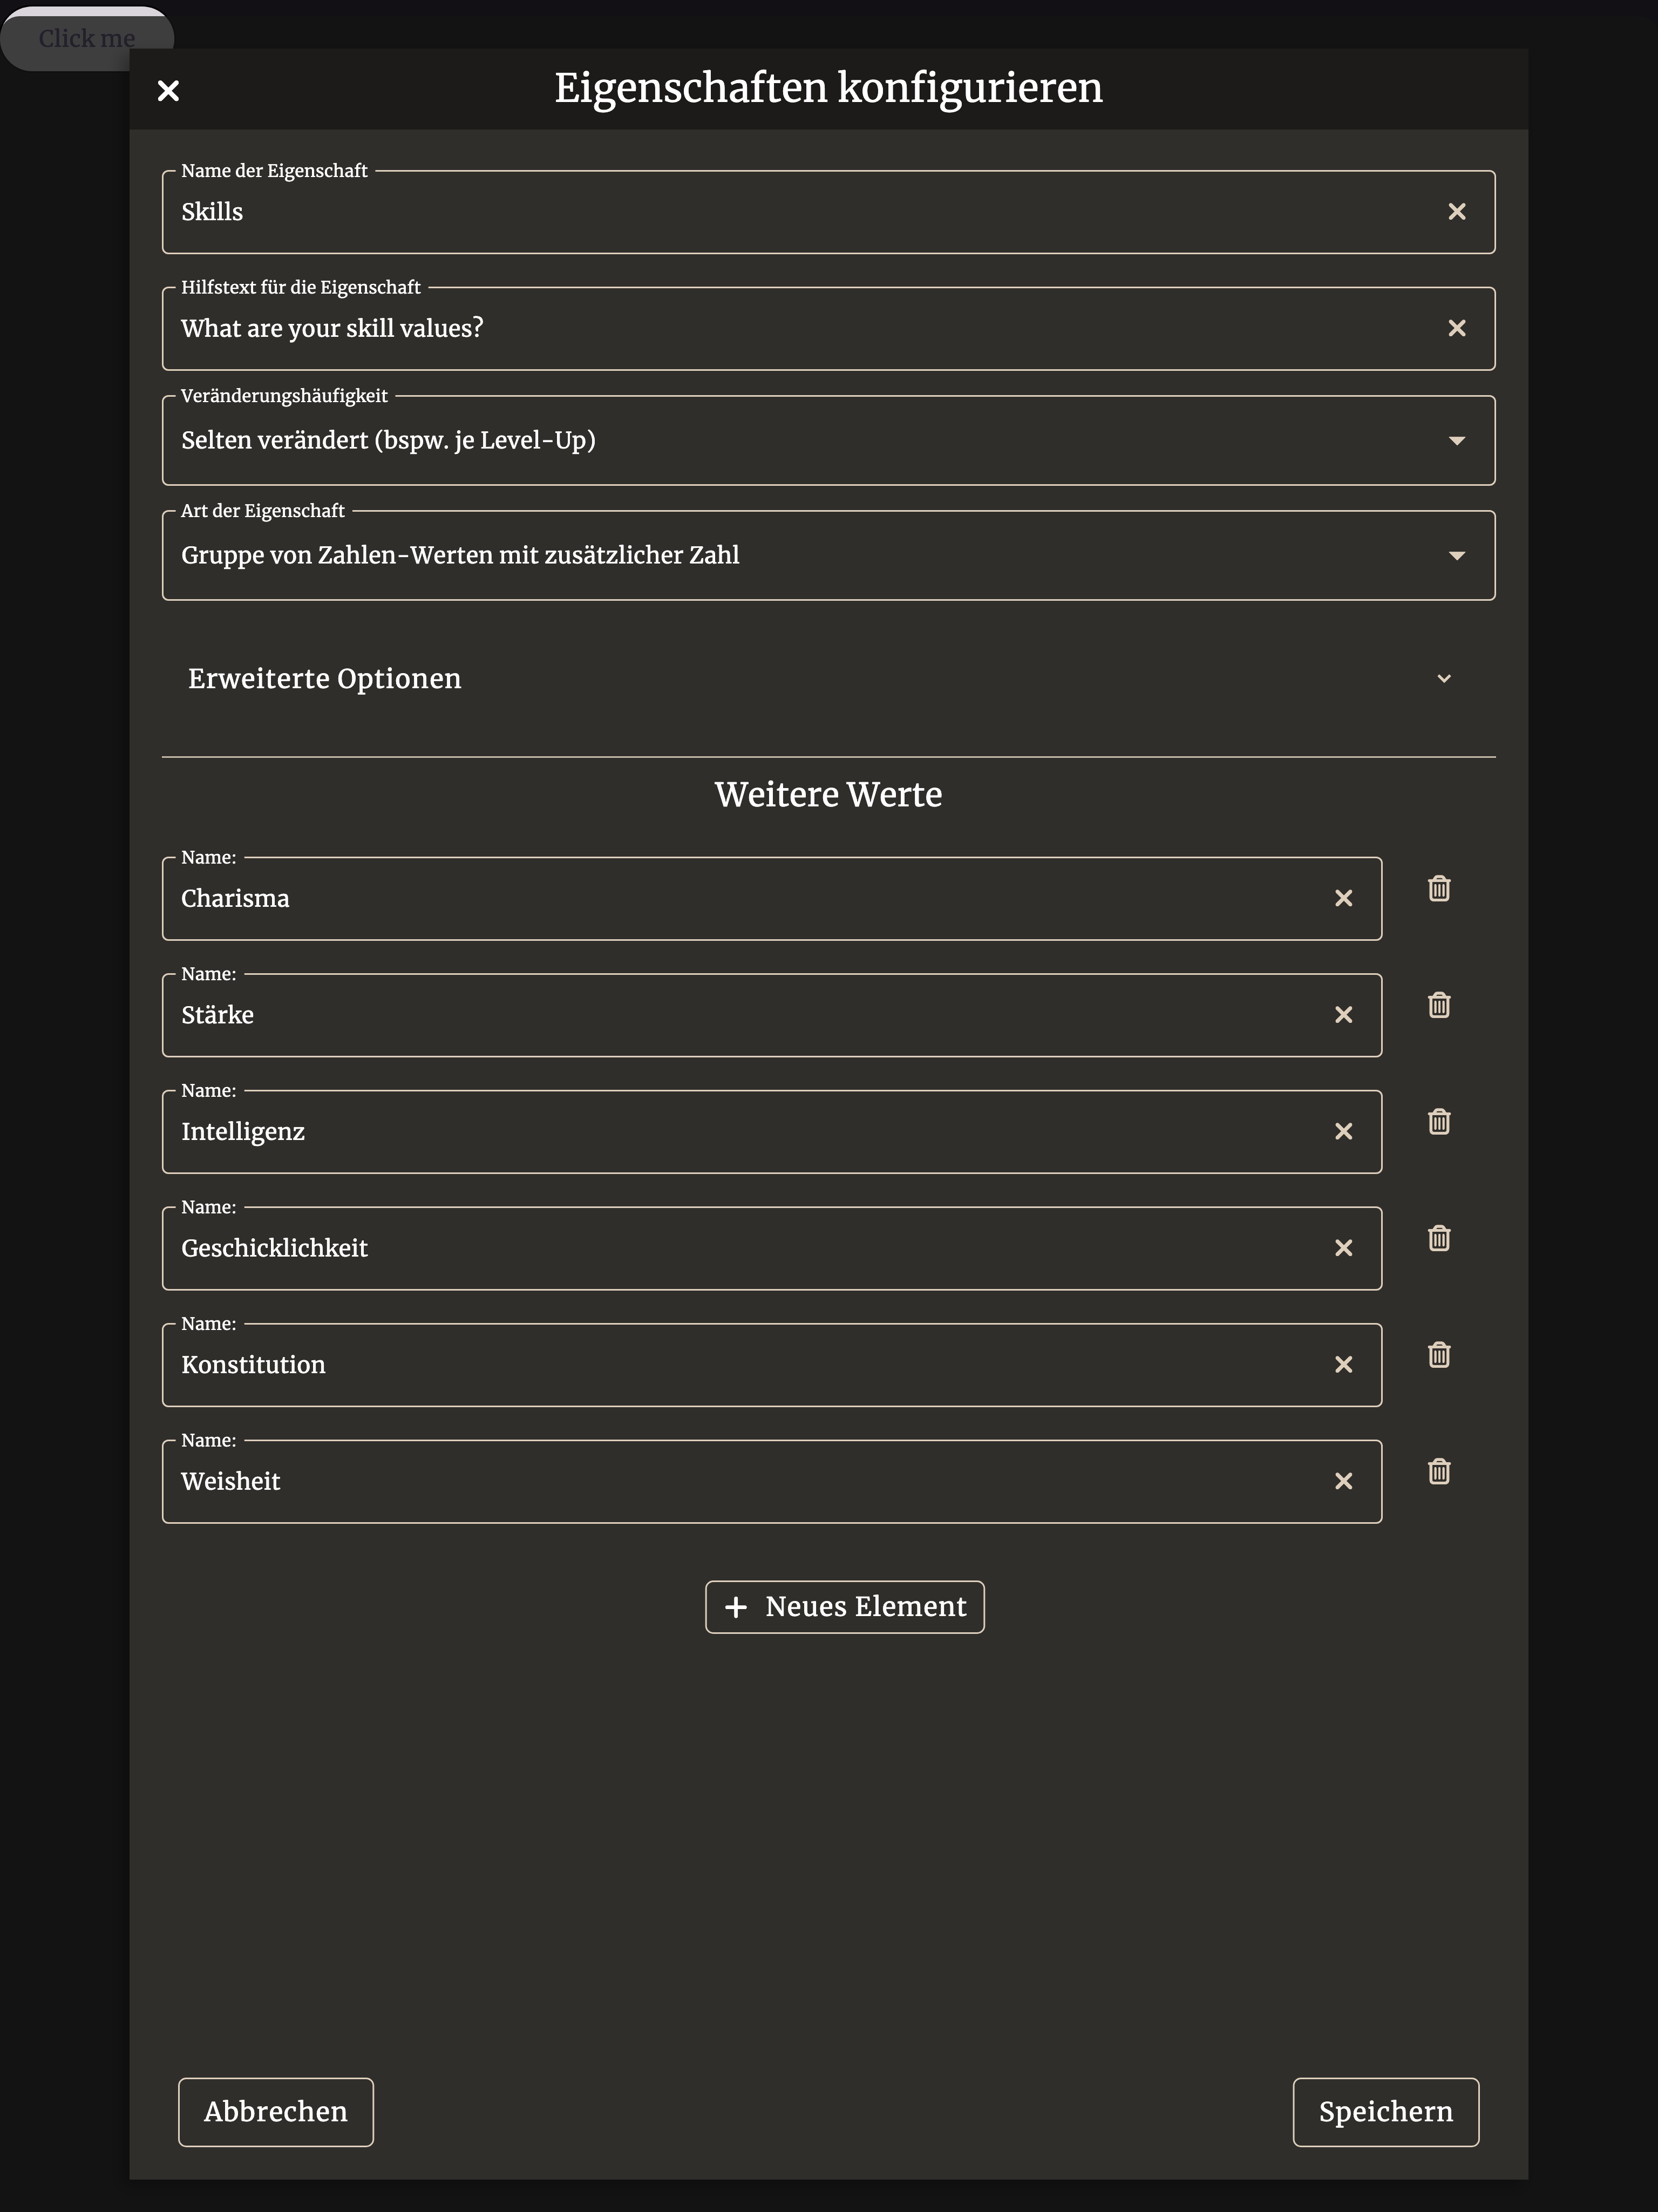 Click me
Eigenschaften konfigurieren
Name der Eigenschaft
Skills
Hilfstext für die Eigenschaft
What are your skill values?
Veränderungshäufigkeit
Selten verändert (bspw. je Level-Up)
Art der Eigenschaft
Gruppe von Zahlen-Werten mit zusätzlicher Zahl
Erweiterte Optionen
Weitere Werte
Name:
Charisma
Name:
Stärke
Name:
Intelligenz
Name:
Geschicklichkeit
Name:
Konstitution
Name:
Weisheit
Neues Element
Abbrechen
Speichern